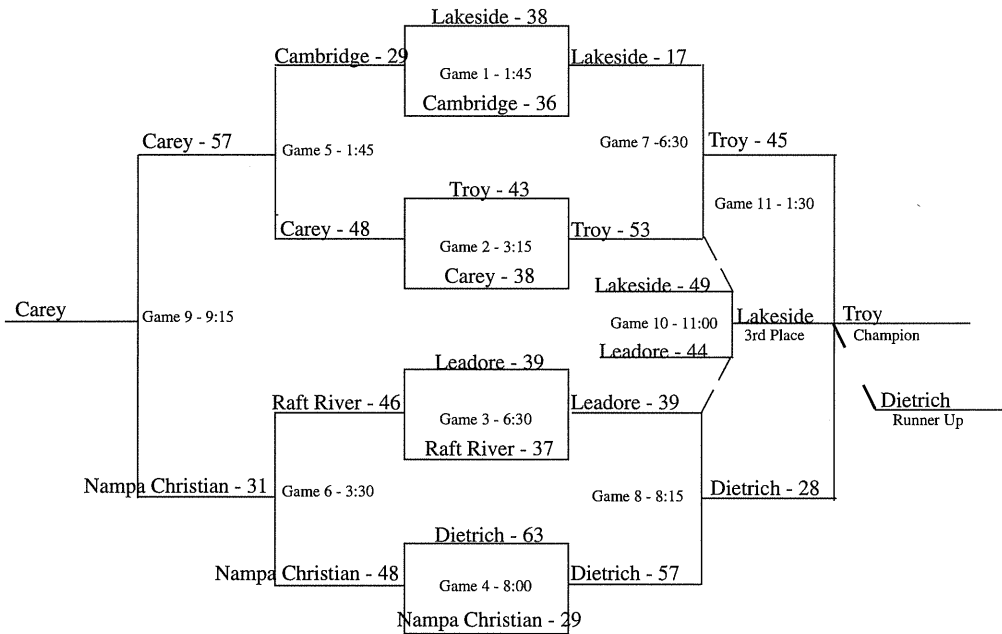 Lakeside - 38
Cambridge - 29
Game 1 - 1:45
Lakeside - 17
Cambridge - 36
Carey - 57
Game 5 - 1:45
Game 7 -6:30
Troy - 45
Troy - 43
Game 11 - 1:30
Carey - 48
Game 2 - 3:15
Troy - 53
Carey - 38
Lakeside - 49
Carey
Game 9 - 9:15
Game 10 - 11:00
Lakeside
3rd Place
Troy
Champion
Leadore - 44
Leadore - 39
Raft River - 46
Game 3 - 6:30
Leadore - 39
Raft River - 37
Dietrich
Runner Up
Nampa Christian - 31
Game 6 - 3:30
Game 8 - 8:15
Dietrich - 28
Dietrich - 63
Nampa Christian - 48
Game 4 - 8:00
Dietrich - 57
Nampa Christian - 29